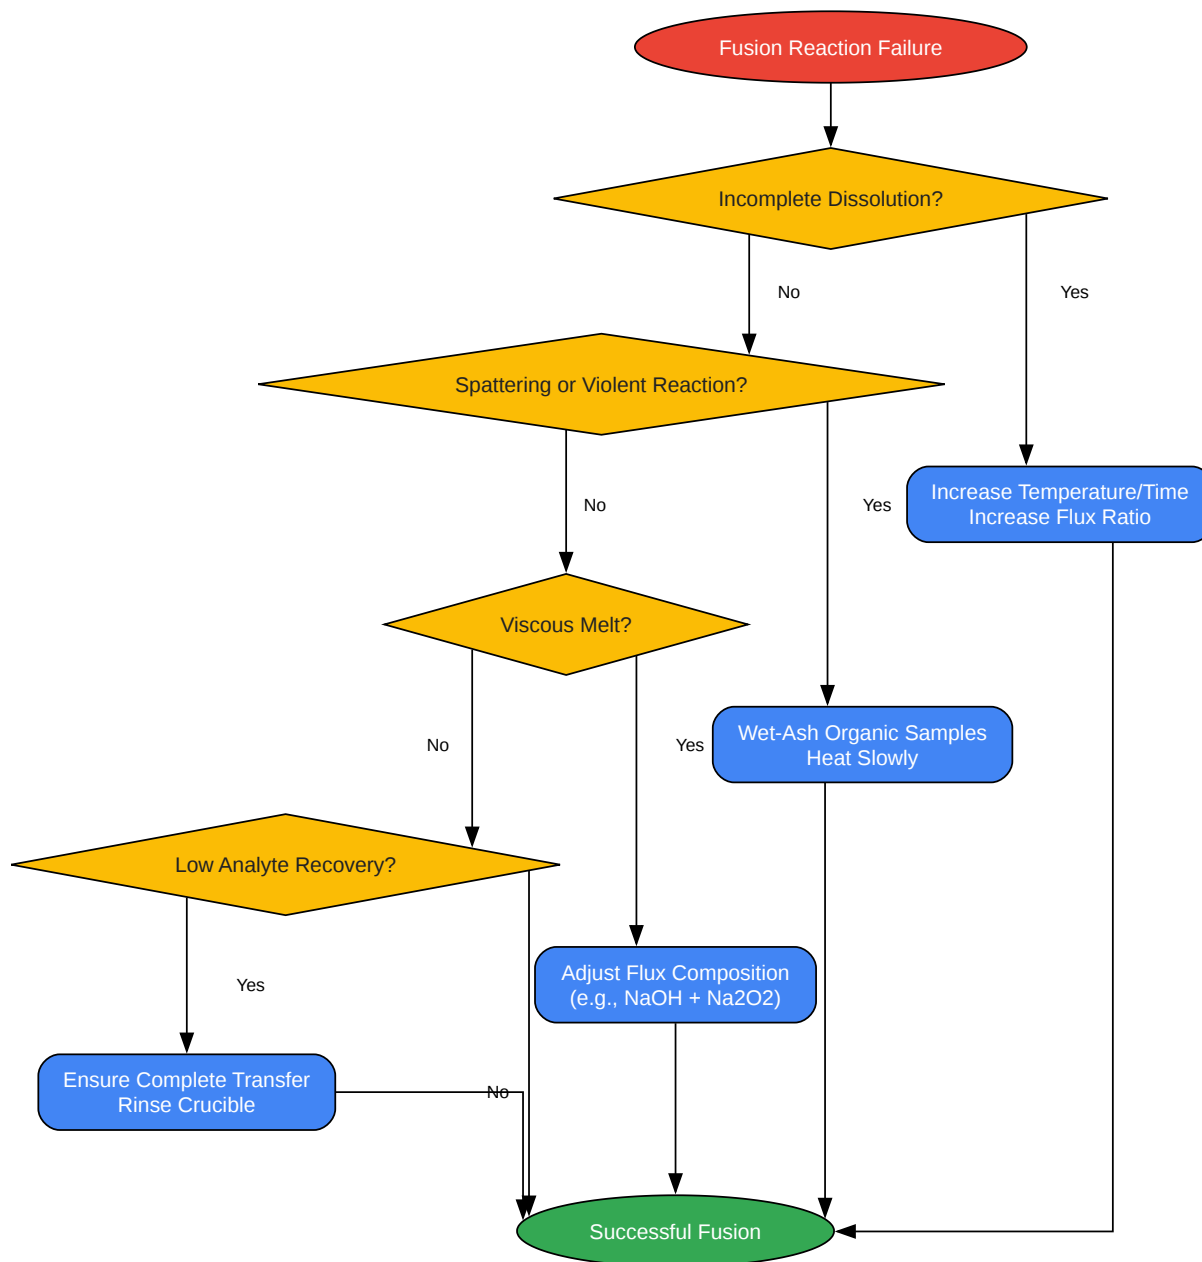 Fusion Reaction Failure
Incomplete Dissolution?
No
Yes
Spattering or Violent Reaction?
Increase Temperature/Time
Increase Flux Ratio
No
Yes
Viscous Melt?
Wet-Ash Organic Samples
Heat Slowly
No
Yes
Low Analyte Recovery?
Adjust Flux Composition
(e.g., NaOH + Na2O2)
Yes
Ensure Complete Transfer
Rinse Crucible
No
Successful Fusion